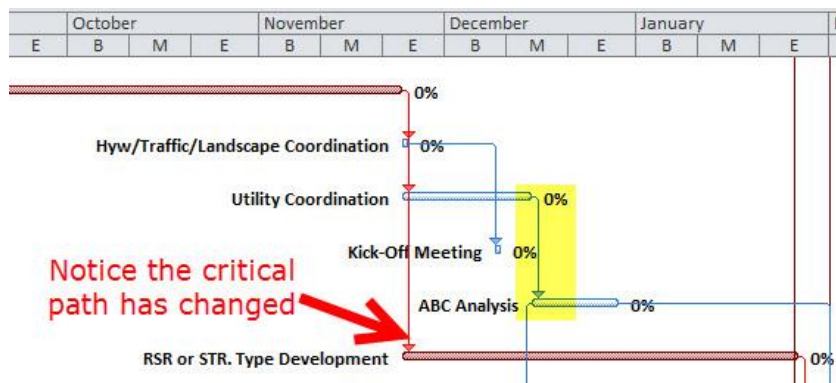 October November December January
E B M E B M E B M E B M E
0%
Hyw/Traffic/Landscape Coordination 0%
Utility Coordination 0%
Kick-Off Meeting 0%
Notice the critical
path has changed
ABC Analysis 0%
RSR or STR. Type Development 0%